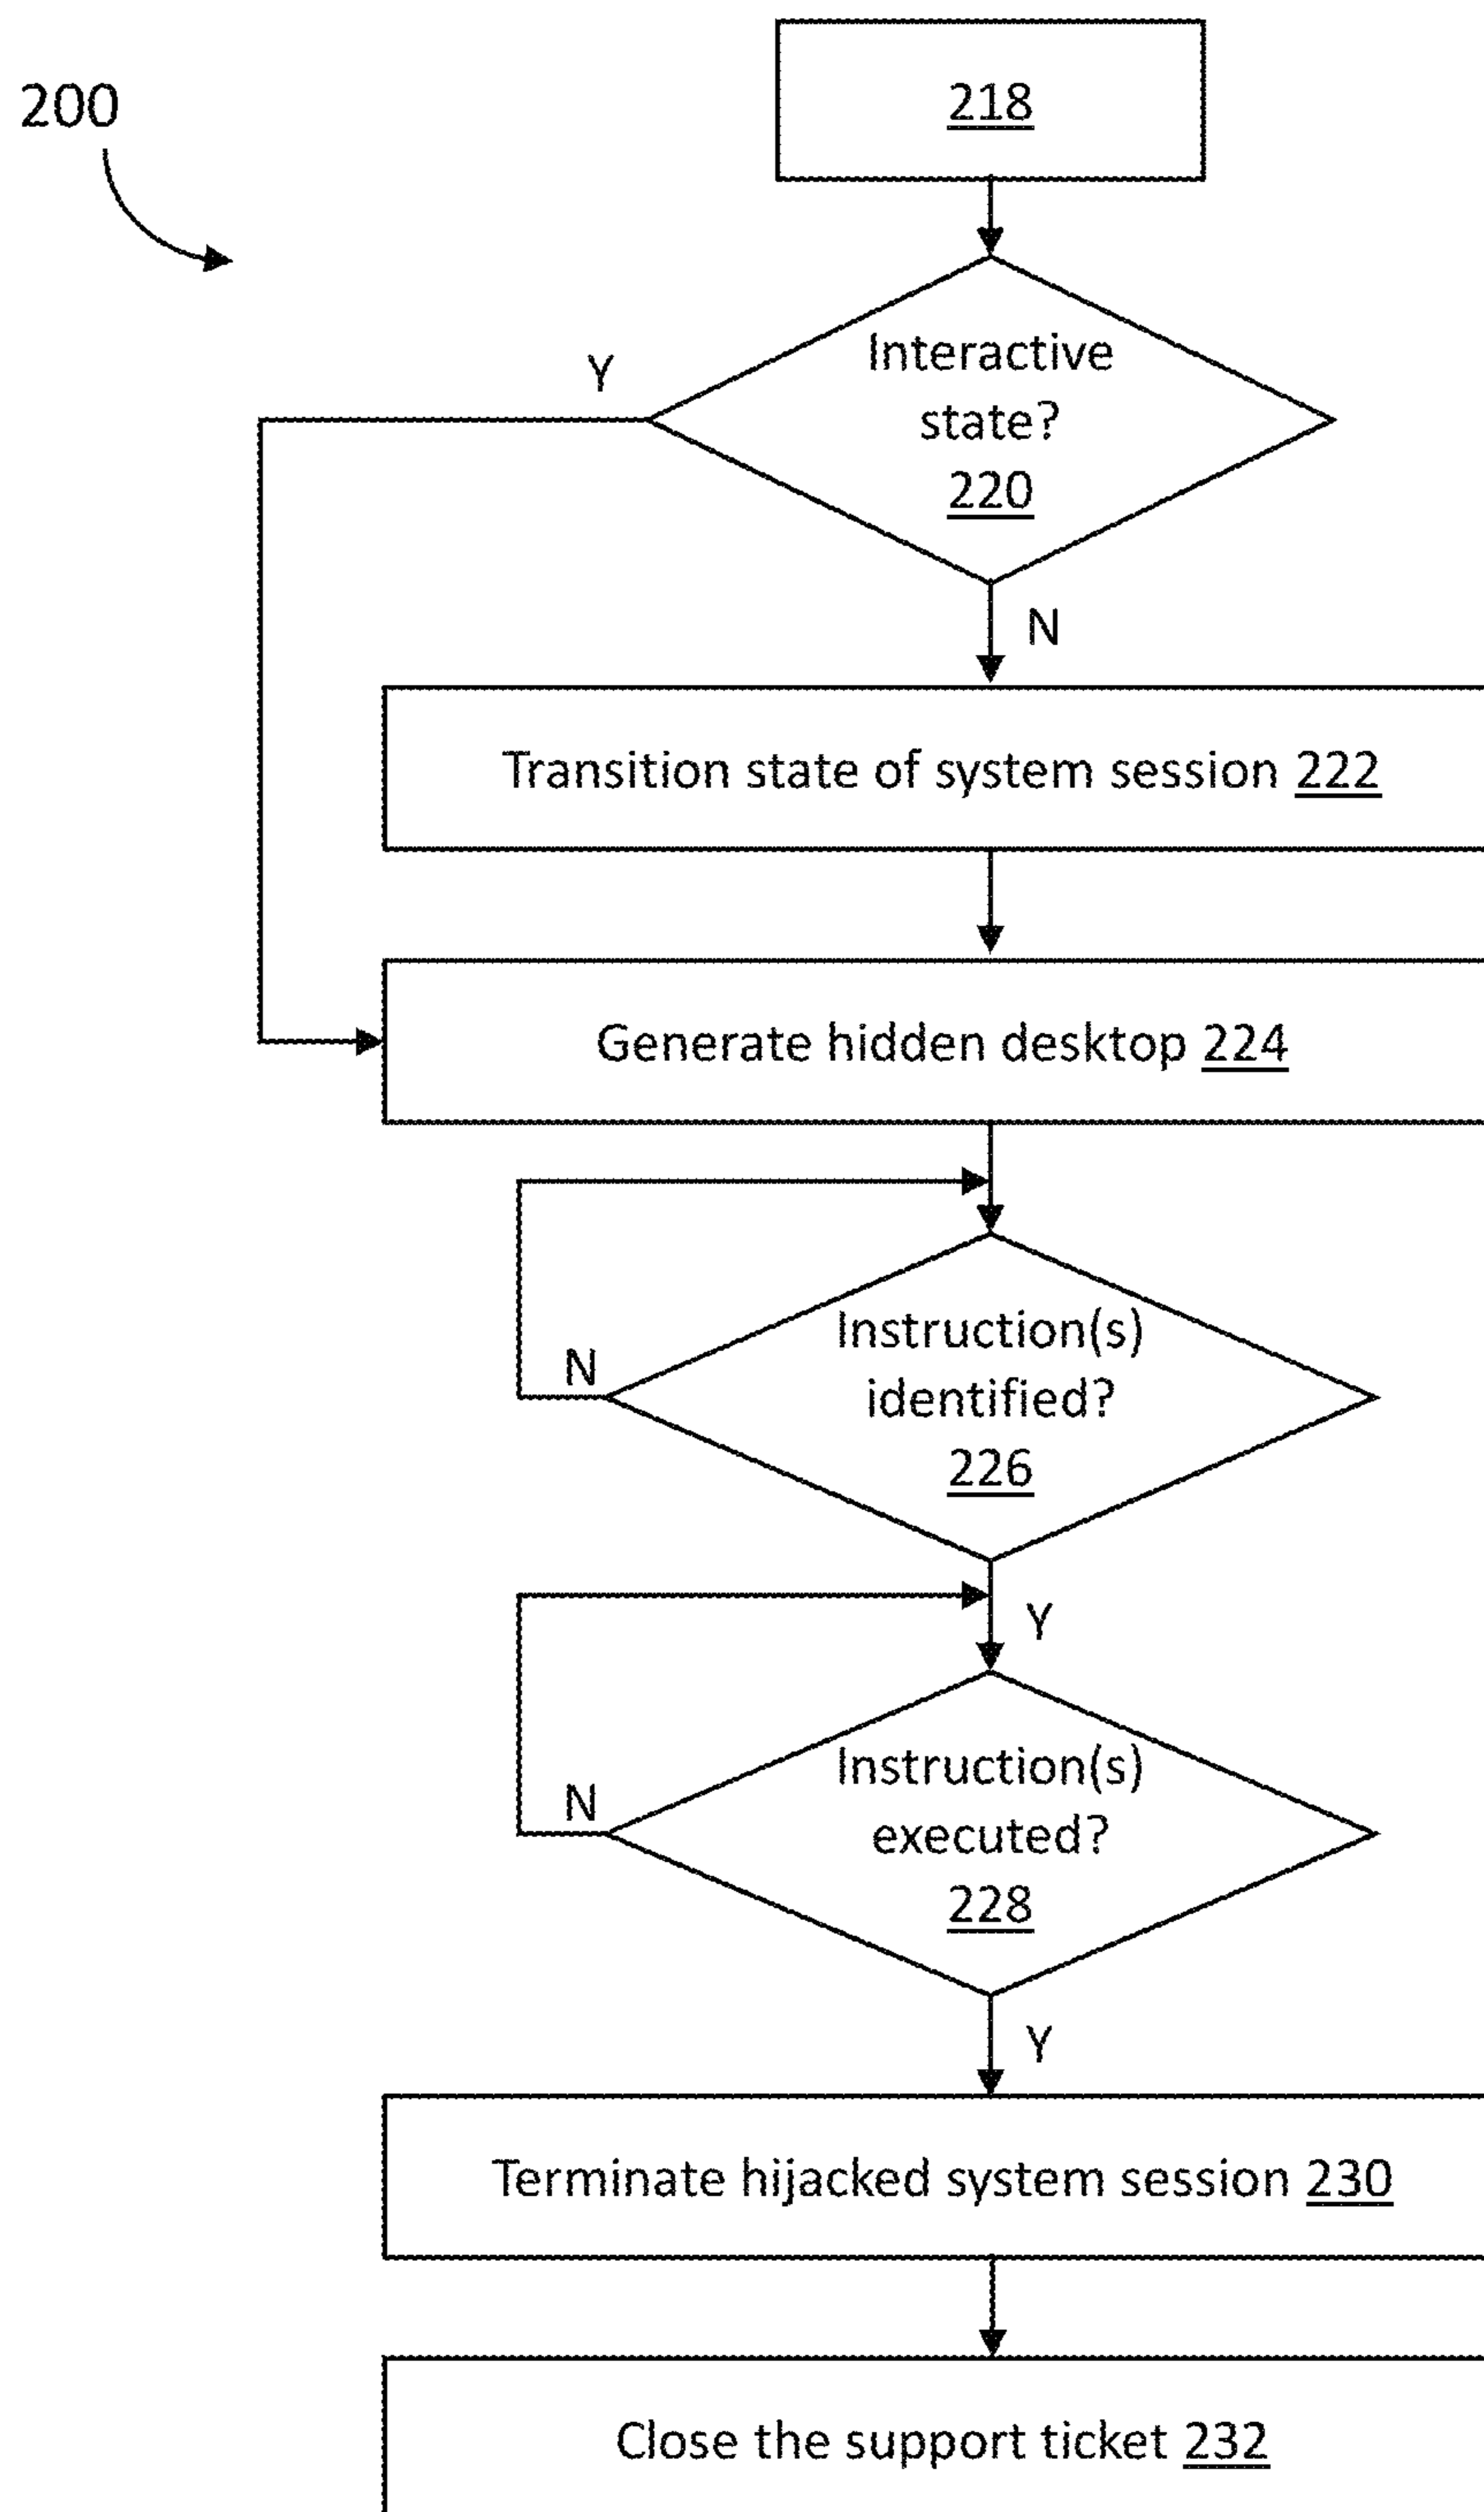 200
218
Interactive
state?
220
Y
N
Transition state of system session 222
Generate hidden desktop 224
Instruction(s)
identified?
226
N
Y
Instruction(s)
executed?
228
N
Y
Terminate hijacked system session 230
Close the support ticket 232